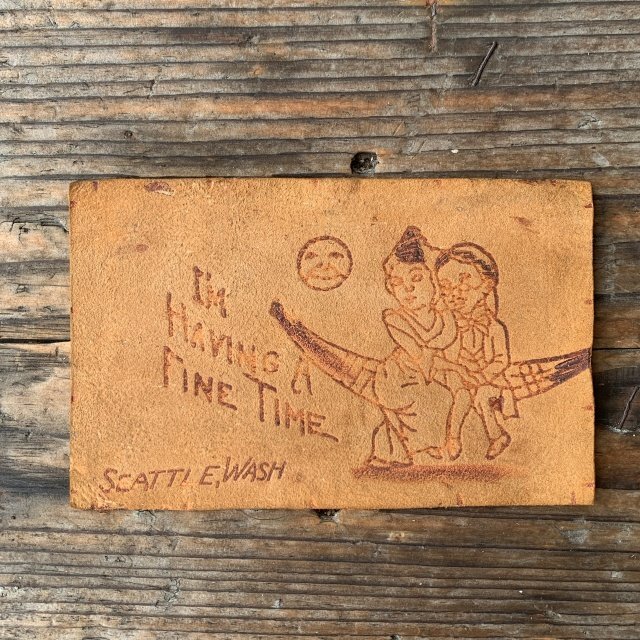 I'M
HAVING A
FINE TIME
SCATTLE, WASH